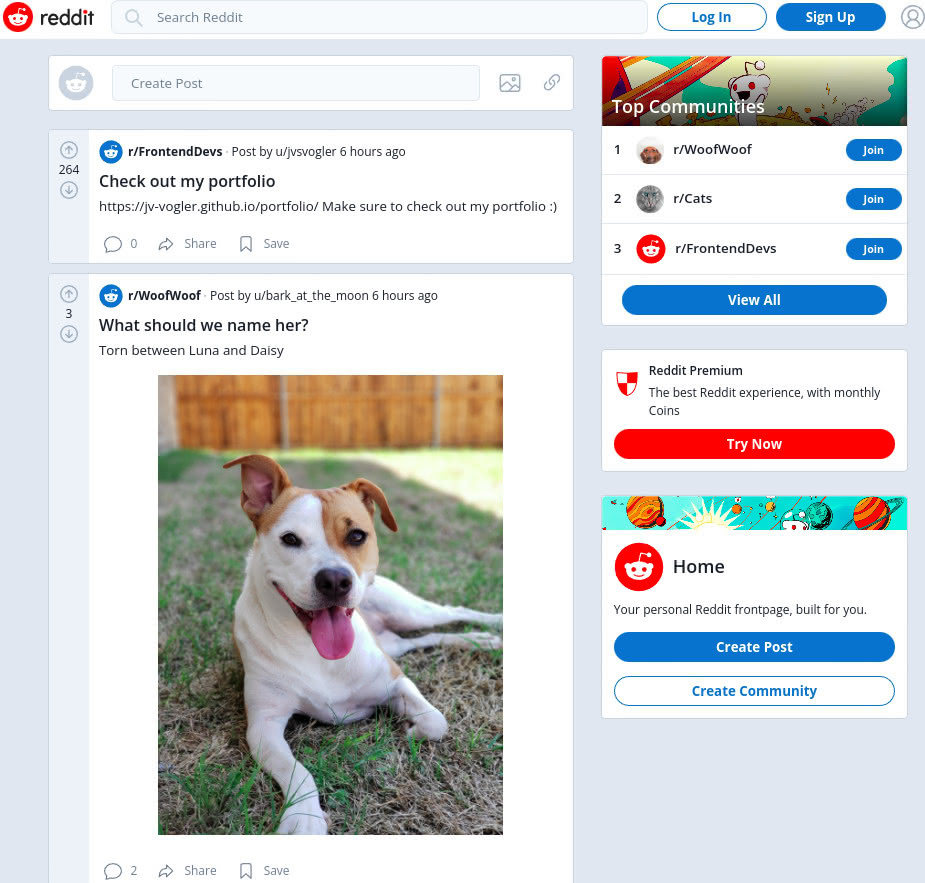 reddit
Search Reddit
Log In
Sign Up
Create Post
264
r/FrontendDevs · Post by u/jvsvogler 6 hours ago
Check out my portfolio
https://jv-vogler.github.io/portfolio/ Make sure to check out my portfolio :)
0 Share Save
3
r/WoofWoof · Post by u/bark_at_the_moon 6 hours ago
What should we name her?
Torn between Luna and Daisy
2 Share Save
Top Communities
1 r/WoofWoof Join
2 r/Cats Join
3 r/FrontendDevs Join
View All
Reddit Premium
The best Reddit experience, with monthly
Coins
Try Now
Home
Your personal Reddit frontpage, built for you.
Create Post
Create Community